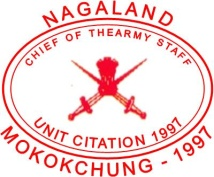 NAGALAND
CHIEF OF THEARMY STAFF
UNIT CITATION 1997
MOKOKCHUNG - 1997